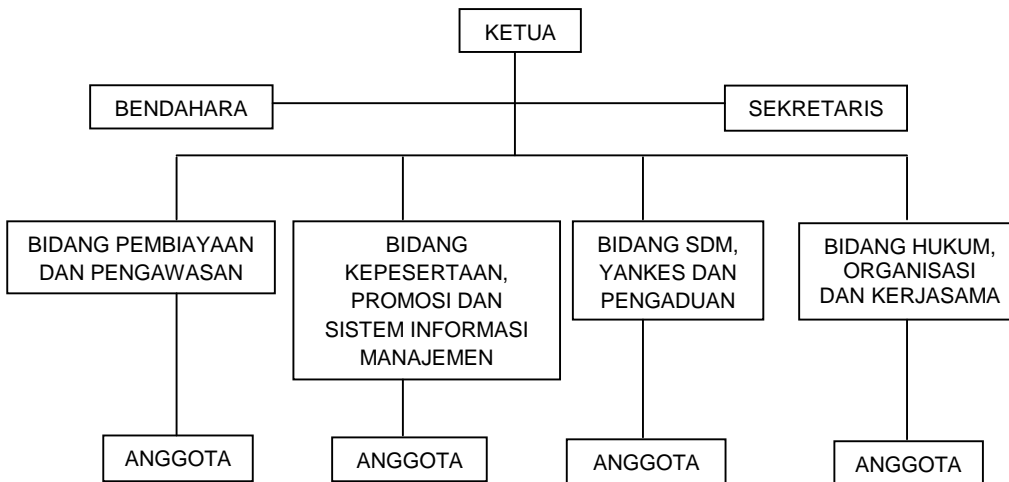 KETUA
BENDAHARA
SEKRETARIS
BIDANG PEMBIAYAAN
DAN PENGAWASAN
BIDANG
KEPESERTAAN,
PROMOSI DAN
SISTEM INFORMASI
MANAJEMEN
BIDANG SDM,
YANKES DAN
PENGADUAN
BIDANG HUKUM,
ORGANISASI
DAN KERJASAMA
ANGGOTA
ANGGOTA
ANGGOTA
ANGGOTA